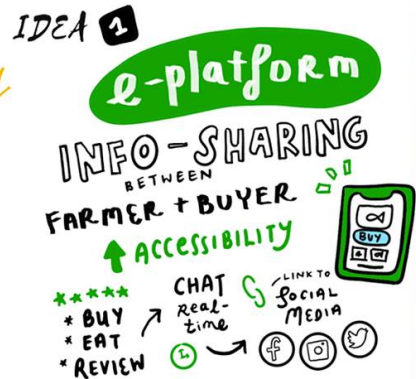 IDEA 1
e-platform
INFO-SHARING
BETWEEN
FARMER + BUYER
ACCESSIBILITY
BUY
* BUY
* EAT
* REVIEW
CHAT
Real-
time
LINK TO
SOCIAL
MEDIA